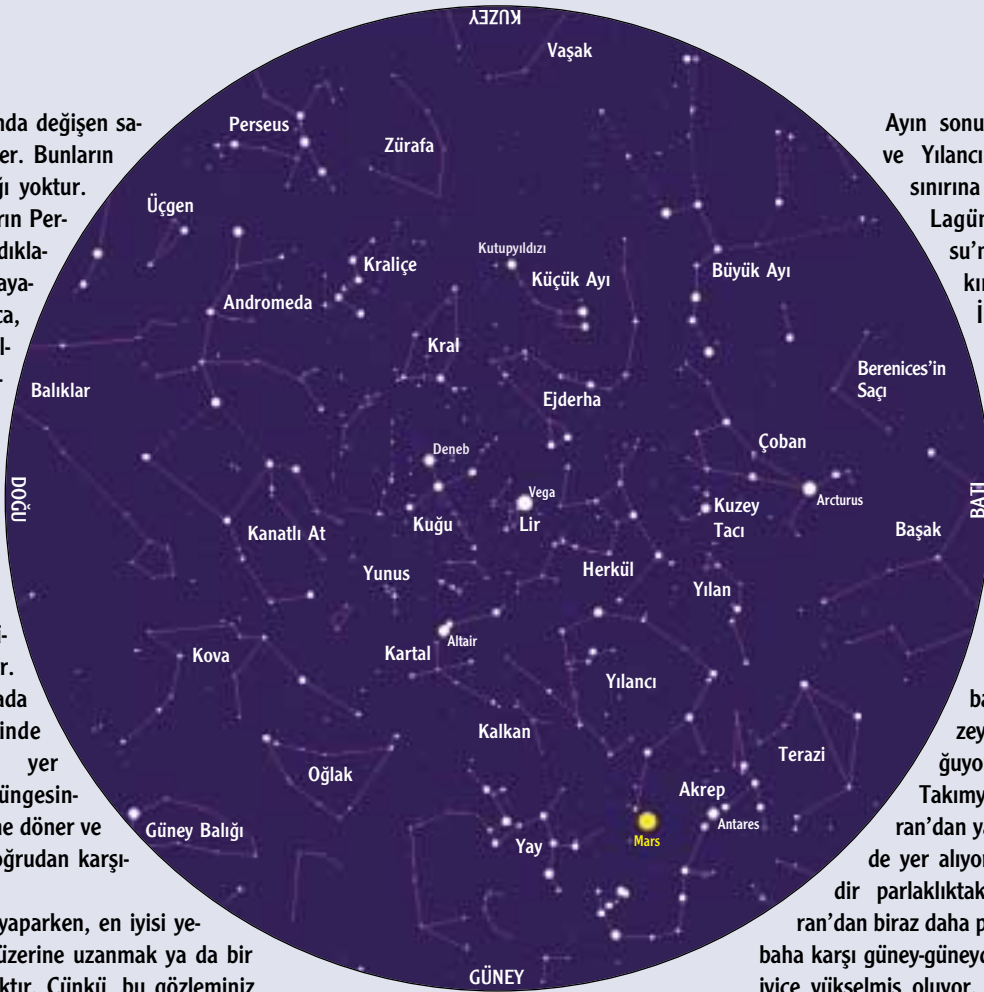 KUZEY
Vaşak
Perseus
Zürafa
Üçgen
Kraliçe
Kutupyıldızı
Küçük Ayı
Büyük Ayı
Andromeda
Kral
Ejderha
Berenices’in
Saçı
Balıklar
Çoban
Deneb
Vega
Lir
Arcturus
DOĞU
BATI
Kanatlı At
Kuğu
Kuzey
Tacı
Başak
Yunus
Herkül
Yılan
Altair
Kartal
Kova
Yılancı
Kalkan
Terazi
Oğlak
Akrep
Antares
Mars
Güney Balığı
Yay
GÜNEY
nda değişen sa-
er. Bunların
ğı yoktur.
rın Per-
dıkla-
aya-
ca,
l-
.
i-
r.
ada
inde
yer
üngesin-
ne döner ve
oğrudan karşı-
yaparken, en iyisi ye-
üzerine uzanmak ya da bir
ktır. Çünkü, bu gözleminiz
Ayın sonu
ve Yılancı
sınırına
Lagün
su’n
kın
İ
ba
zey
ğuyo
Takımy
ran’dan ya
de yer alıyor
dir parlaklıktak
ran’dan biraz daha p
baha karşı güney-güneyd
iyice yükselmiş oluyor.